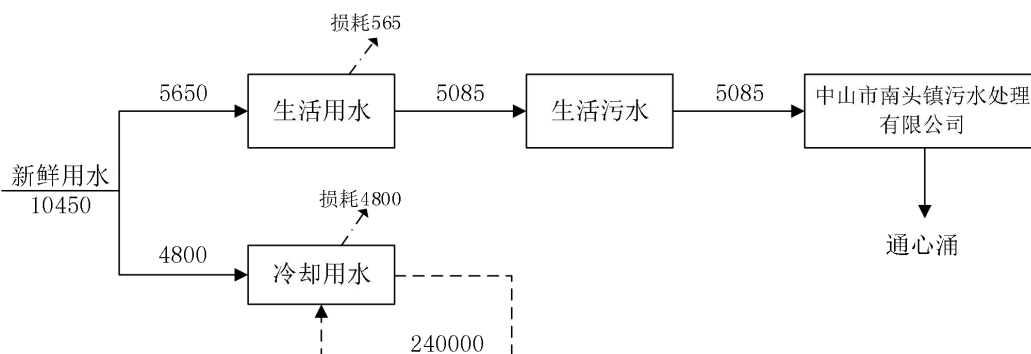 损耗565
5650
生活用水
5085
生活污水
5085
中山市南头镇污水处理
有限公司
新鲜用水
10450
损耗4800
通心涌
4800
冷却用水
240000